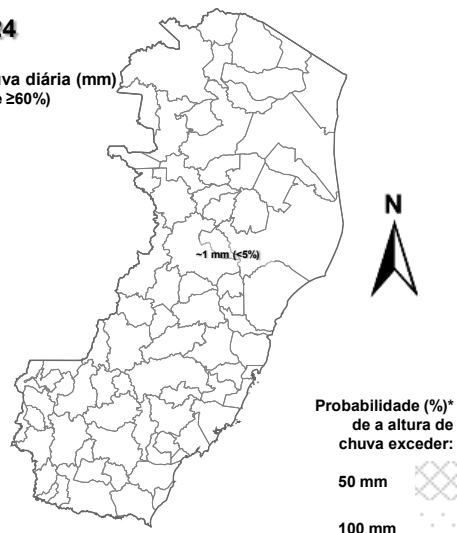 24
uva diária (mm)
e ≥60%)
~1 mm (<5%)
N
Probabilidade (%)*
de a altura de
chuva exceder:
50 mm
100 mm